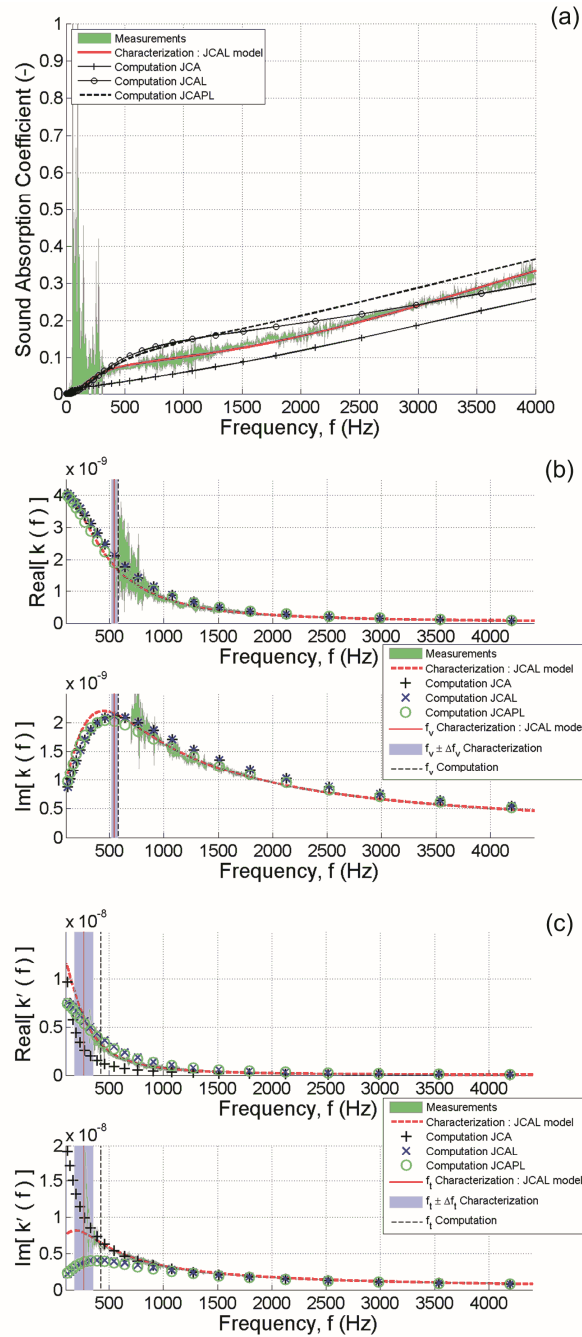 (a)
Measurements
Characterization : JCAL model
Computation JCA
Computation JCAL
Computation JCAPL
Sound Absorption Coefficient (-)
1
0.9
0.8
0.7
0.6
0.5
0.4
0.3
0.2
0.1
0
0 500 1000 1500 2000 2500 3000 3500 4000
Frequency, f (Hz)
(b)
x 10⁻⁹
Real[ k ( f ) ]
4
3
2
1
0
500 1000 1500 2000 2500 3000 3500 4000
Frequency, f (Hz)
Measurements
Characterization : JCAL model
Computation JCA
Computation JCAL
Computation JCAPL
fᵥ Characterization : JCAL model
fᵥ ± Δfᵥ Characterization
fᵥ Computation
x 10⁻⁹
Im[ k ( f ) ]
2
1.5
1
0.5
0
500 1000 1500 2000 2500 3000 3500 4000
Frequency, f (Hz)
(c)
x 10⁻⁸
Real[ k' ( f ) ]
1
0.5
0
500 1000 1500 2000 2500 3000 3500 4000
Frequency, f (Hz)
Measurements
Characterization : JCAL model
Computation JCA
Computation JCAL
Computation JCAPL
fₜ Characterization : JCAL model
fₜ ± Δfₜ Characterization
fₜ Computation
x 10⁻⁸
Im[ k' ( f ) ]
2
1.5
1
0.5
0
500 1000 1500 2000 2500 3000 3500 4000
Frequency, f (Hz)